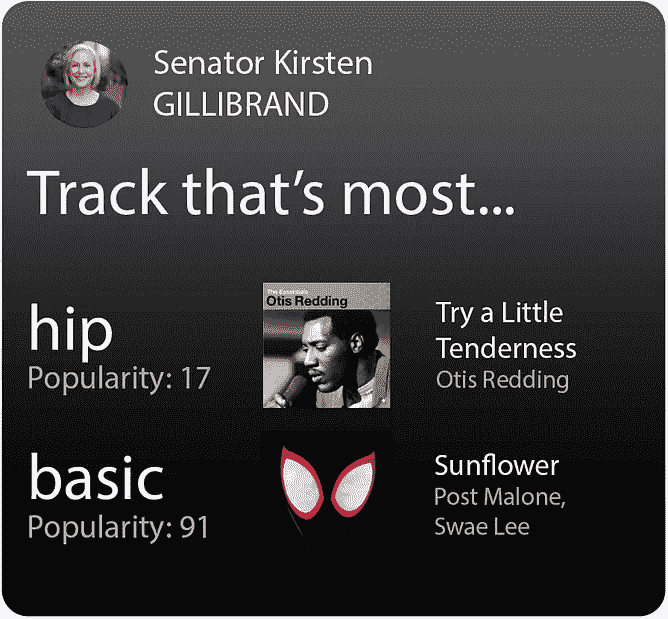 Senator Kirsten
GILLIBRAND
Track that's most...
hip
Popularity: 17
The Essentials
Otis Redding
Try a Little
Tenderness
Otis Redding
basic
Popularity: 91
Sunflower
Post Malone,
Swae Lee